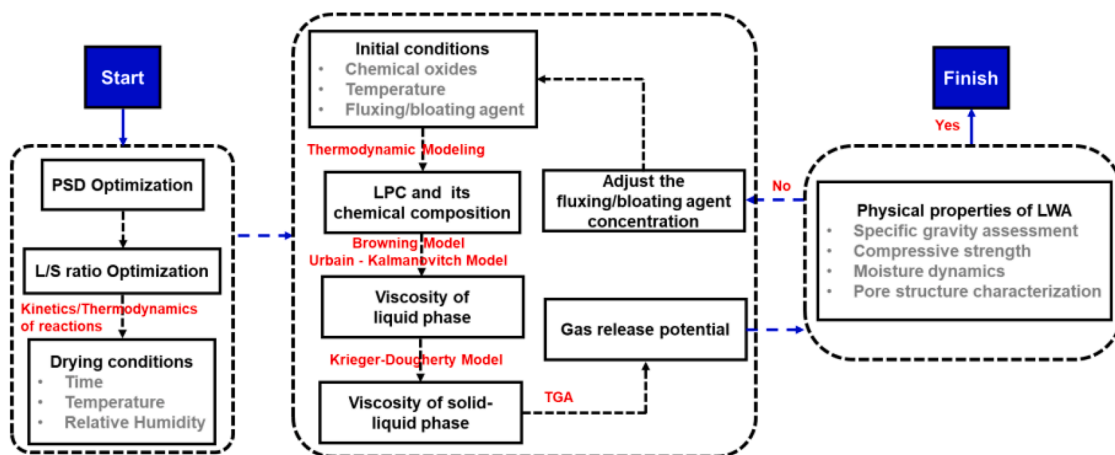 Start
PSD Optimization
L/S ratio Optimization
Kinetics/Thermodynamics
of reactions
Drying conditions
• Time
• Temperature
• Relative Humidity
Initial conditions
• Chemical oxides
• Temperature
• Fluxing/bloating agent
Thermodynamic Modeling
LPC and its
chemical composition
Browning Model
Urbain - Kalmanovitch Model
Viscosity of
liquid phase
Krieger-Dougherty Model
Viscosity of solid-
liquid phase
TGA
Gas release potential
Adjust the
fluxing/bloating agent
concentration
No
Physical properties of LWA
• Specific gravity assessment
• Compressive strength
• Moisture dynamics
• Pore structure characterization
Yes
Finish